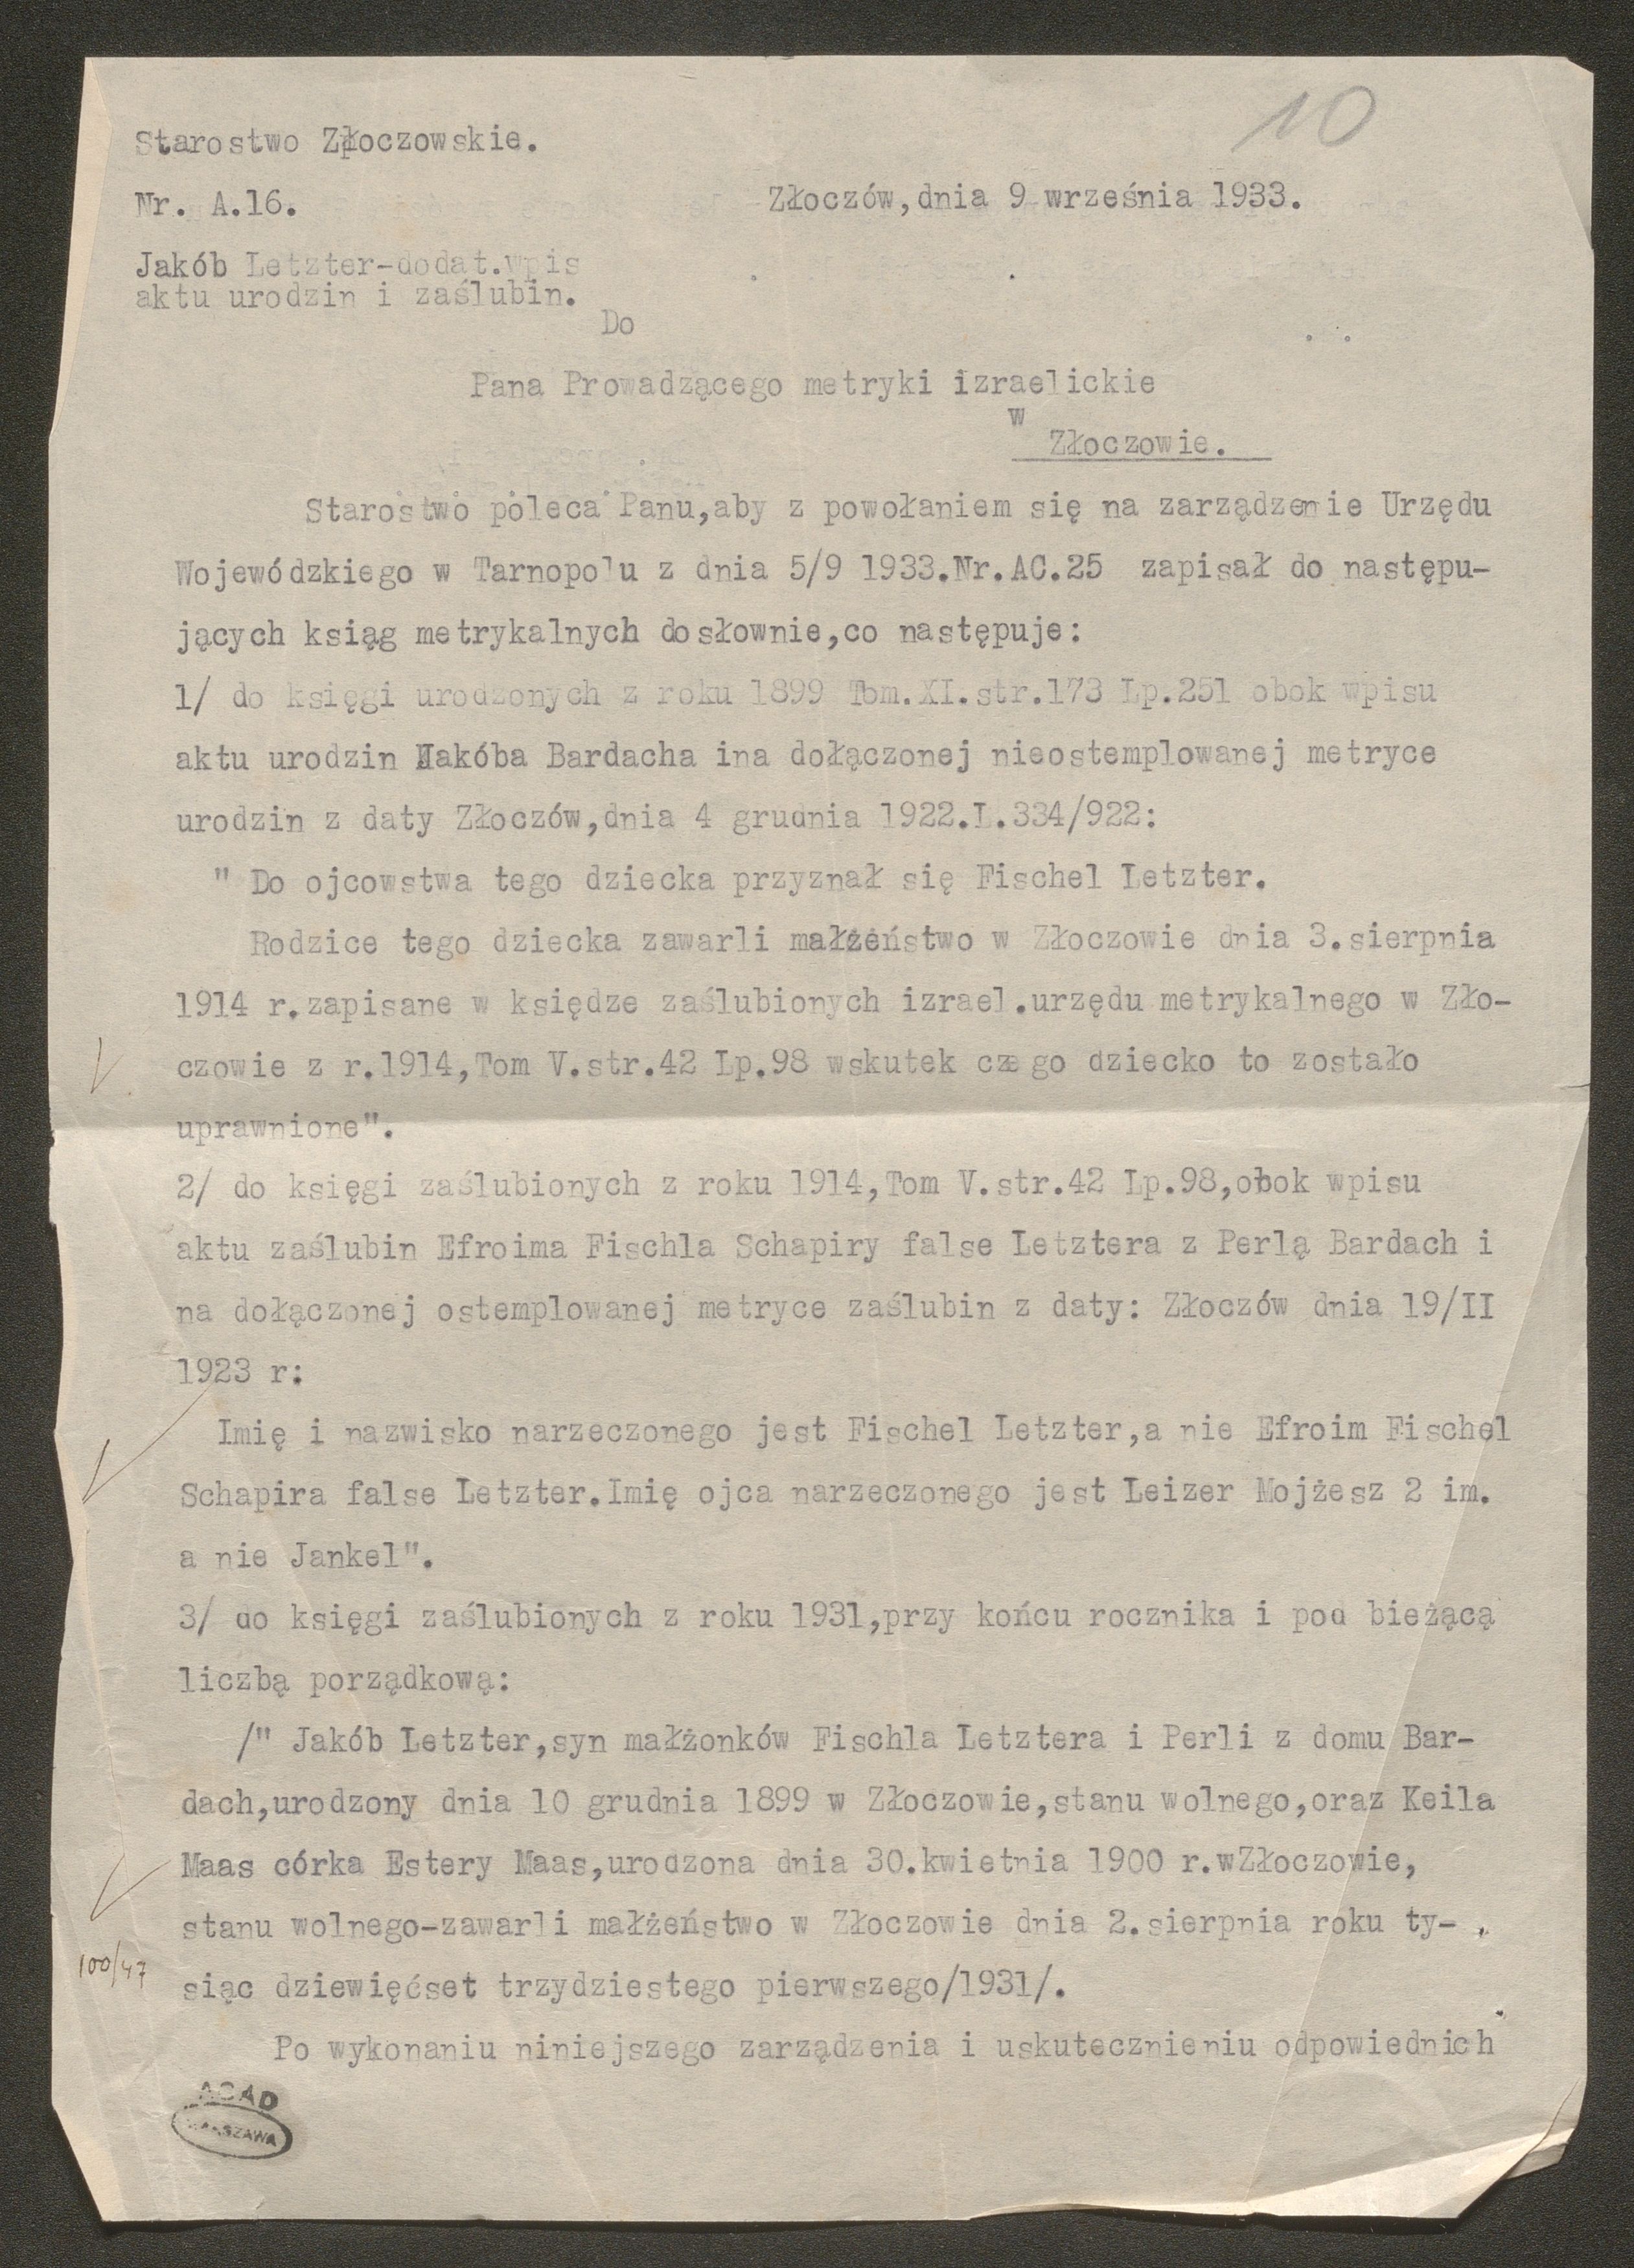 10
Starostwo Złoczowskie.
Nr. A.16.
Złoczów,dnia 9 września 1933.
Jakób Letzter-dodat.wpis
aktu urodzin i zaślubin.
Do
Pana Prowadzącego metryki izraelickie
w
Złoczowie.
Starostwo poleca Panu,aby z powołaniem się na zarządzenie Urzędu
Wojewódzkiego w Tarnopolu z dnia 5/9 1933.Nr.AC.25 zapisał do następu-
jących ksiąg metrykalnych dosłownie,co następuje:
1/ do księgi urodzonych z roku 1899 Tom.XI.str.173 Lp.251 obok wpisu
aktu urodzin Jakóba Bardacha ina dołączonej nieostemplowanej metryce
urodzin z daty Złoczów,dnia 4 grudnia 1922.L.334/922:
" Do ojcowstwa tego dziecka przyznał się Fischel Letzter.
Rodzice tego dziecka zawarli małżeństwo w Złoczowie dnia 3.sierpnia
1914 r.zapisane w księdze zaślubionych izrael.urzędu metrykalnego w Zło-
czowie z r.1914,Tom V.str.42 Lp.98 wskutek czego dziecko to zostało
uprawnione".
2/ do księgi zaślubionych z roku 1914,Tom V.str.42 Lp.98,obok wpisu
aktu zaślubin Efroima Fischla Schapiry false Letztera z Perlą Bardach i
na dołączonej ostemplowanej metryce zaślubin z daty: Złoczów dnia 19/II
1923 r:
Imię i nazwisko narzeczonego jest Fischel Letzter,a nie Efroim Fischel
Schapira false Letzter.Imię ojca narzeczonego jest Leizer Mojżesz 2 im.
a nie Jankel".
3/ do księgi zaślubionych z roku 1931,przy końcu rocznika i pod bieżącą
liczbą porządkową:
/" Jakób Letzter,syn małżonków Fischla Letztera i Perli z domu Bar-
dach,urodzony dnia 10 grudnia 1899 w Złoczowie,stanu wolnego,oraz Keila
Maas córka Estery Maas,urodzona dnia 30.kwietnia 1900 r.wZłoczowie,
stanu wolnego-zawarli małżeństwo w Złoczowie dnia 2.sierpnia roku ty-
100/47
siąc dziewięćset trzydziestego pierwszego/1931/.
Po wykonaniu niniejszego zarządzenia i uskutecznieniu odpowiednich
AGAD
WARSZAWA